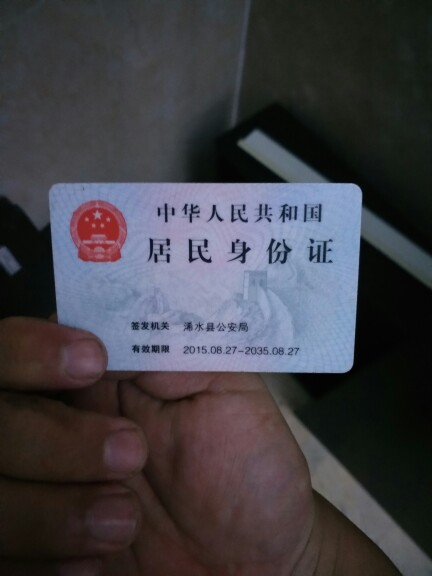 中华人民共和国
居民身份证
签发机关 浠水县公安局
有效期限 2015.08.27-2035.08.27